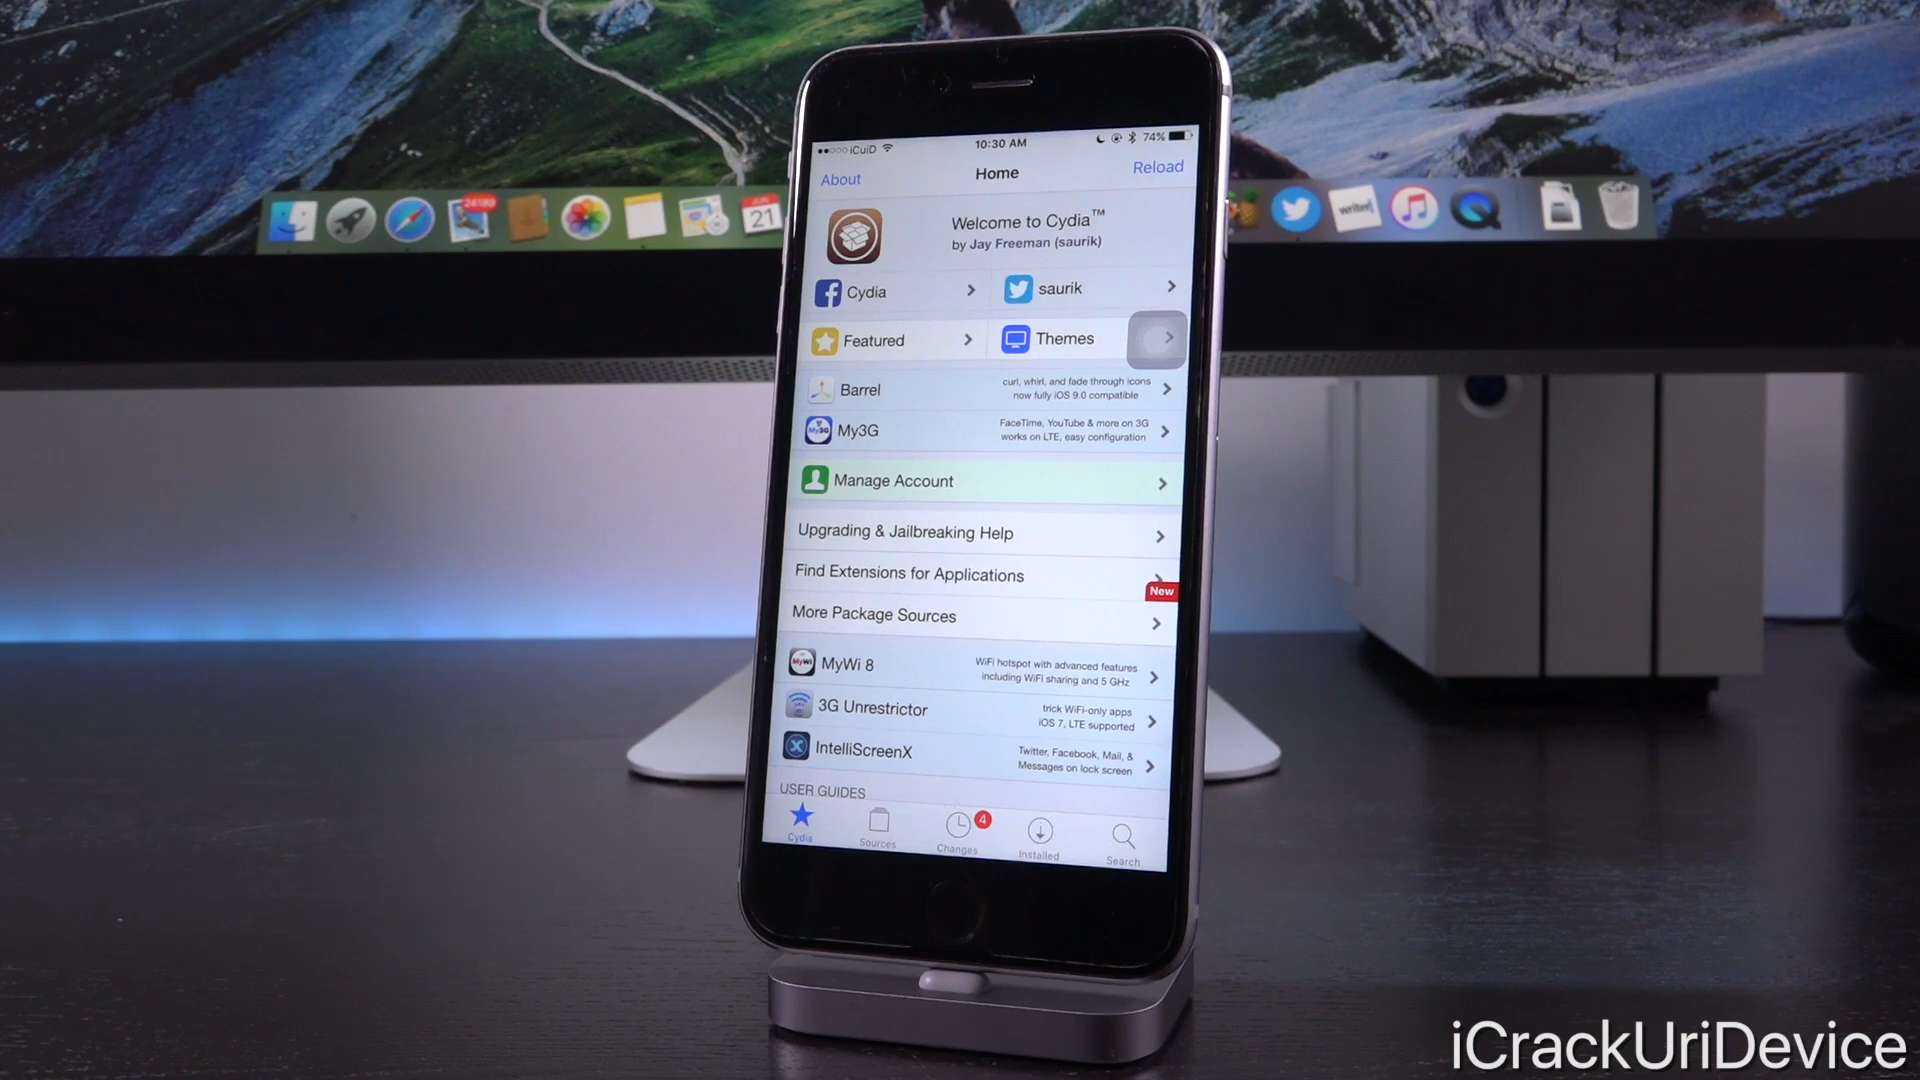 24189
JUN
21
writer
●●○○○ iCuiD
10:30 AM
74%
About
Home
Reload
Welcome to Cydia™
by Jay Freeman (saurik)
Cydia
saurik
Featured
Themes
Barrel
curl, whirl, and fade through icons
now fully iOS 9.0 compatible
My3G
My3G
FaceTime, YouTube & more on 3G
works on LTE, easy configuration
Manage Account
Upgrading & Jailbreaking Help
Find Extensions for Applications
New
More Package Sources
MyWi
MyWi 8
WiFi hotspot with advanced features
including WiFi sharing and 5 GHz
3G Unrestrictor
trick WiFi-only apps
iOS 7, LTE supported
IntelliScreenX
Twitter, Facebook, Mail, &
Messages on lock screen
USER GUIDES
4
Cydia
Sources
Changes
Installed
Search
iCrackUriDevice